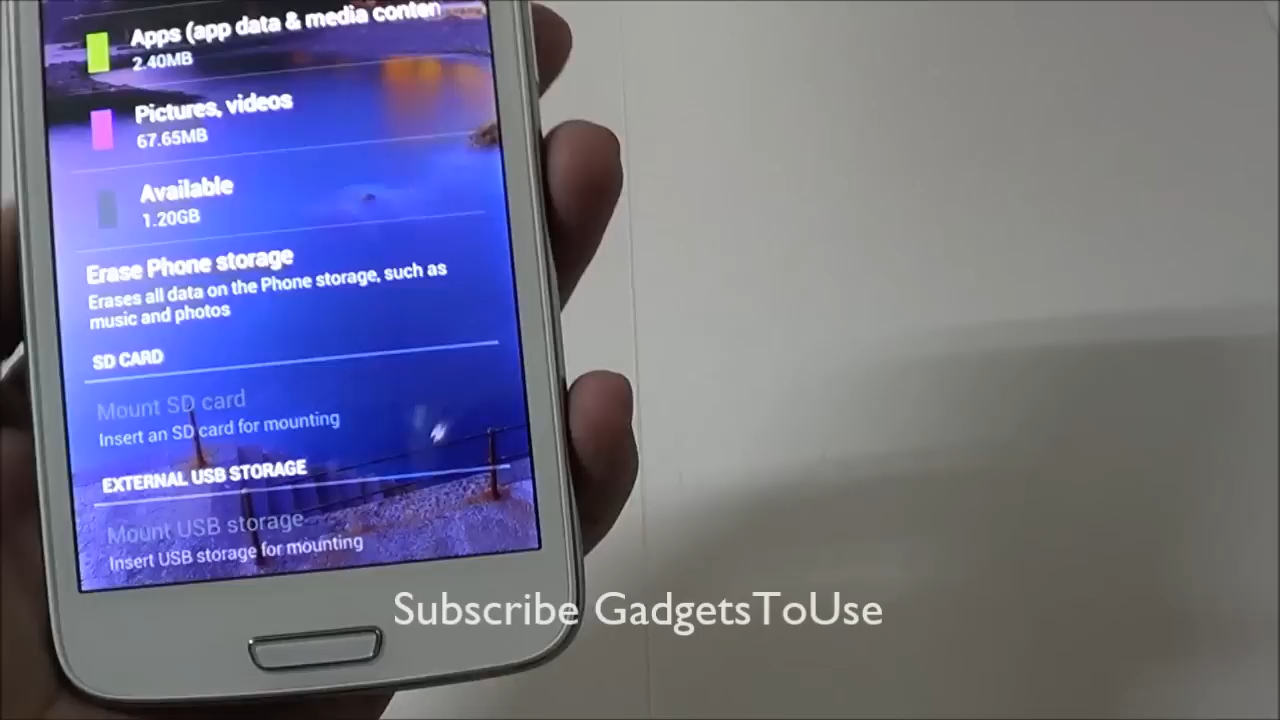 Apps (app data & media conten
2.40MB
Pictures, videos
67.65MB
Available
1.20GB
Erase Phone storage
Erases all data on the Phone storage, such as
music and photos
SD CARD
Mount SD card
Insert an SD card for mounting
EXTERNAL USB STORAGE
Mount USB storage
Insert USB storage for mounting
Subscribe GadgetsToUse